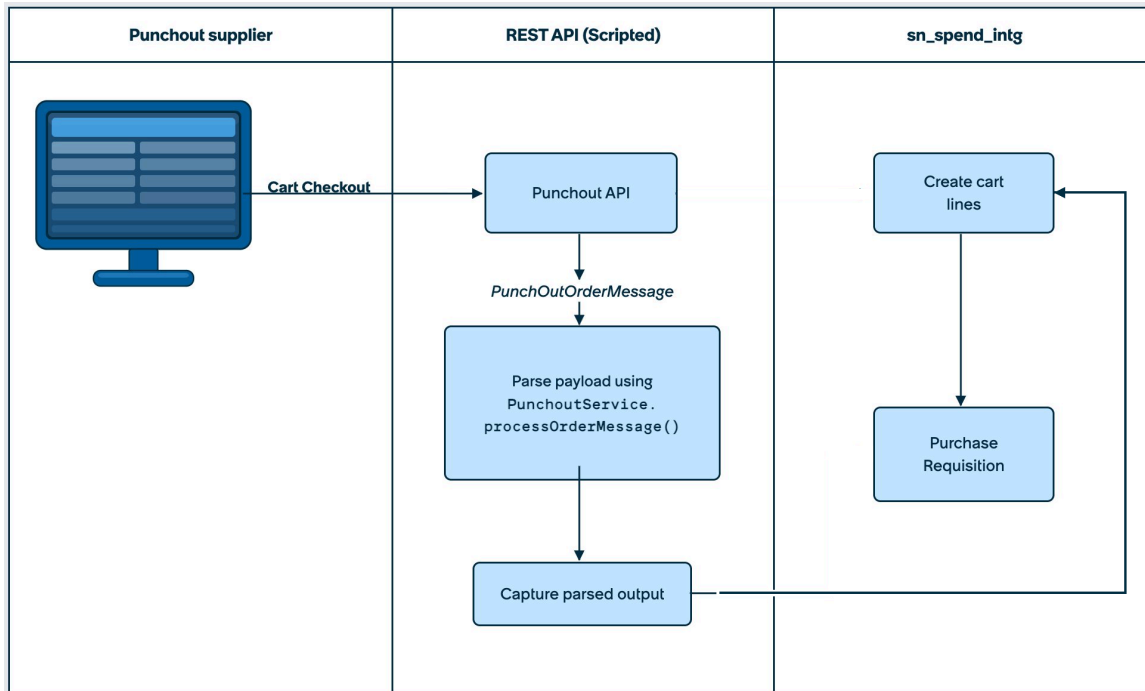 Punchout supplier
REST API (Scripted)
sn_spend_intg
Cart Checkout
Punchout API
Create cart
lines
PunchOutOrderMessage
Parse payload using
PunchoutService.
processOrderMessage()
Purchase
Requisition
Capture parsed output